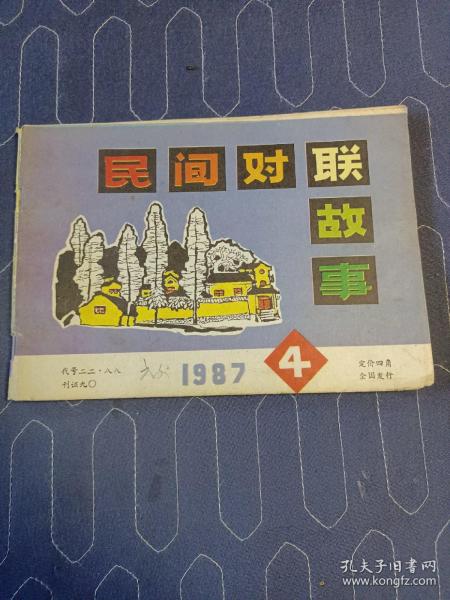 民间对联故事
代号二二·八八
刊证九〇
1987
4
定价四角
全国发行
孔夫子旧书网
www.kongfz.com